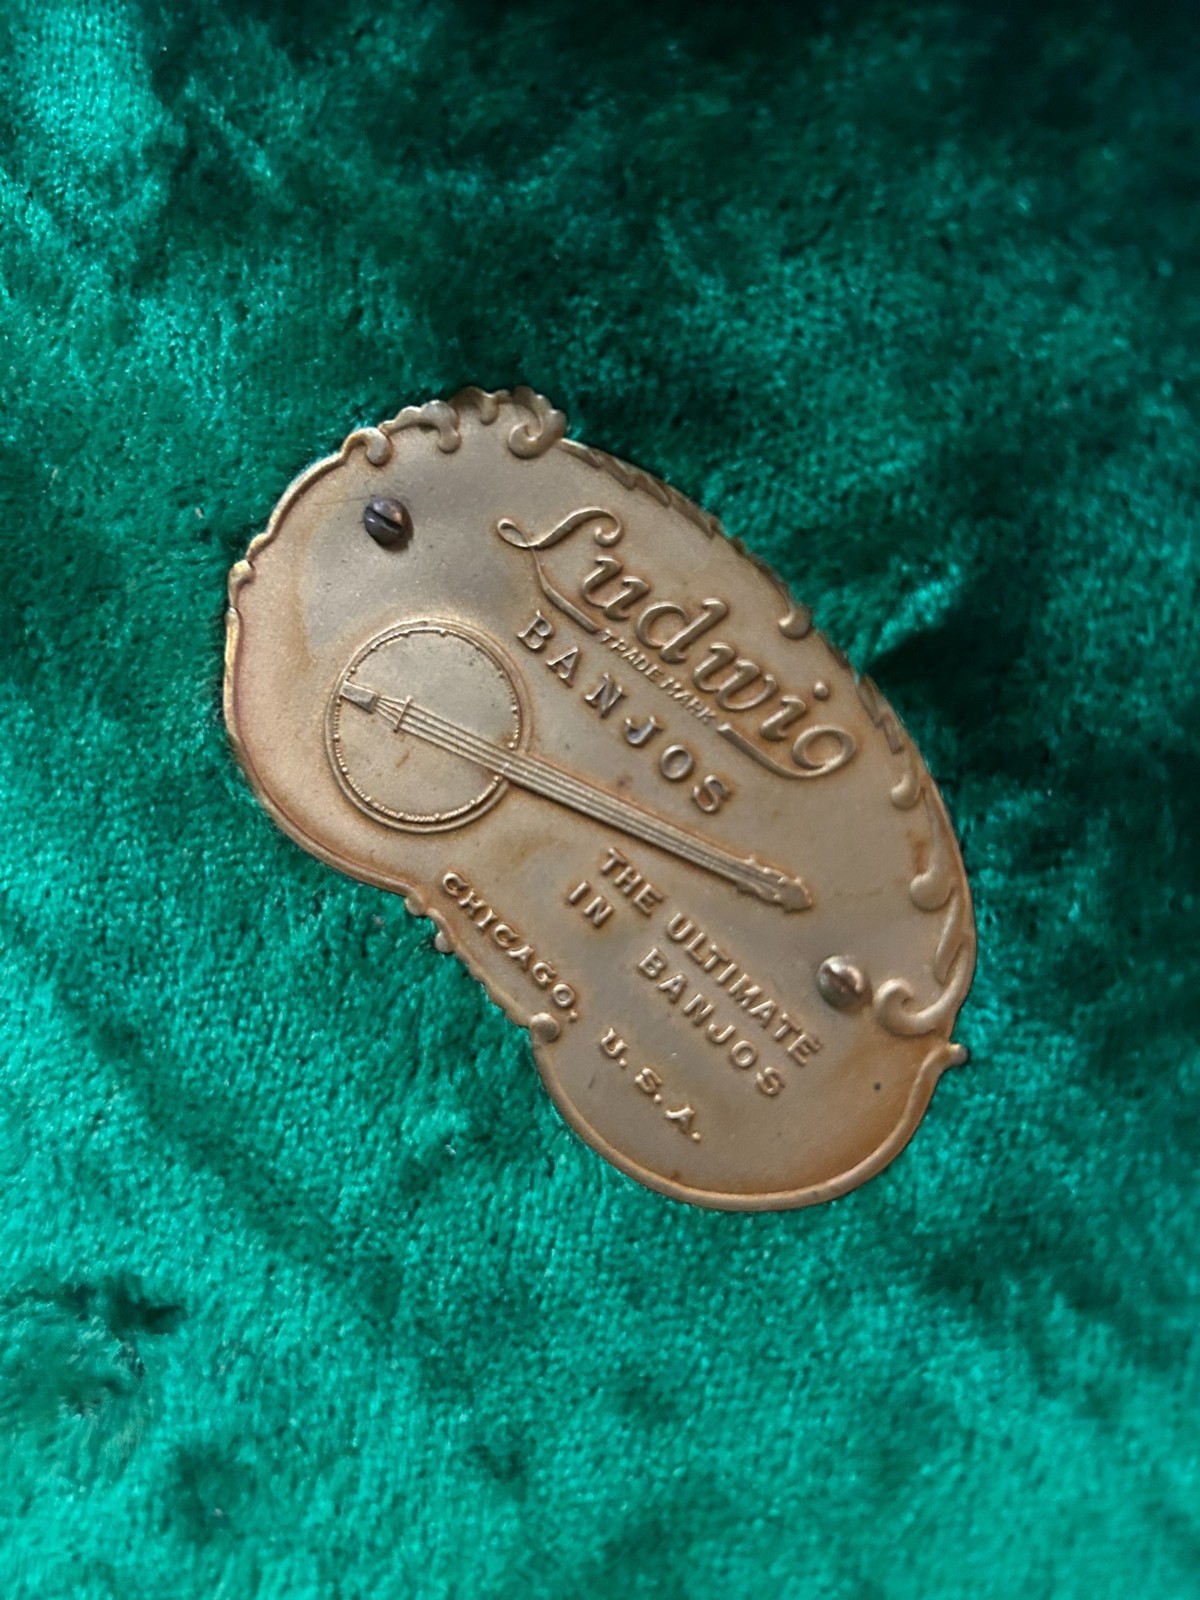 Ludwig
TRADE MARK
BANJOS
THE ULTIMATE
IN BANJOS
CHICAGO, U.S.A.